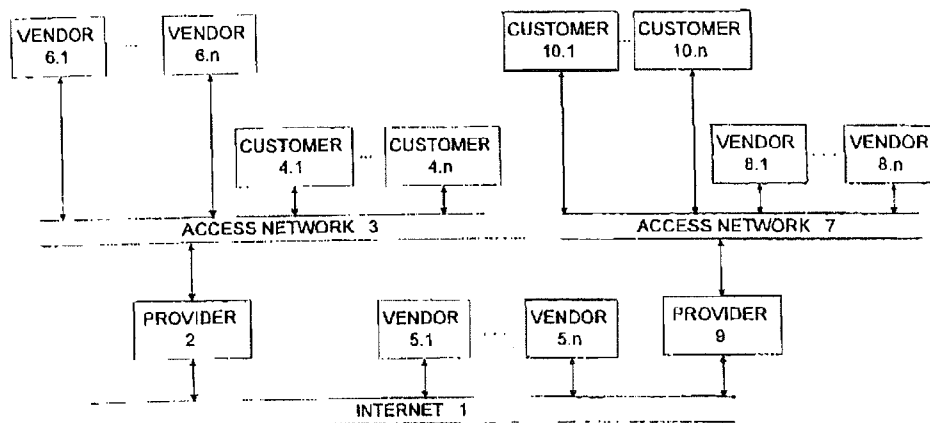 VENDOR
6.1
...
VENDOR
6.n
CUSTOMER
10.1
...
CUSTOMER
10.n
CUSTOMER
4.1
...
CUSTOMER
4.n
VENDOR
8.1
...
VENDOR
8.n
ACCESS NETWORK 3
ACCESS NETWORK 7
PROVIDER
2
VENDOR
5.1
...
VENDOR
5.n
PROVIDER
9
INTERNET 1